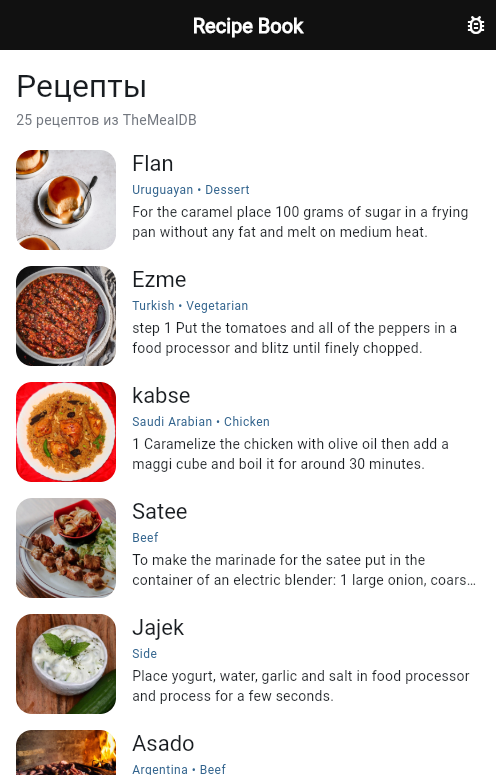 Recipe Book
Рецепты
25 рецептов из TheMealDB
Flan
Uruguayan • Dessert
For the caramel place 100 grams of sugar in a frying
pan without any fat and melt on medium heat.
Ezme
Turkish • Vegetarian
step 1 Put the tomatoes and all of the peppers in a
food processor and blitz until finely chopped.
kabse
Saudi Arabian • Chicken
1 Caramelize the chicken with olive oil then add a
maggi cube and boil it for around 30 minutes.
Satee
Beef
To make the marinade for the satee put in the
container of an electric blender: 1 large onion, coars…
Jajek
Side
Place yogurt, water, garlic and salt in food processor
and process for a few seconds.
Asado
Argentina • Beef